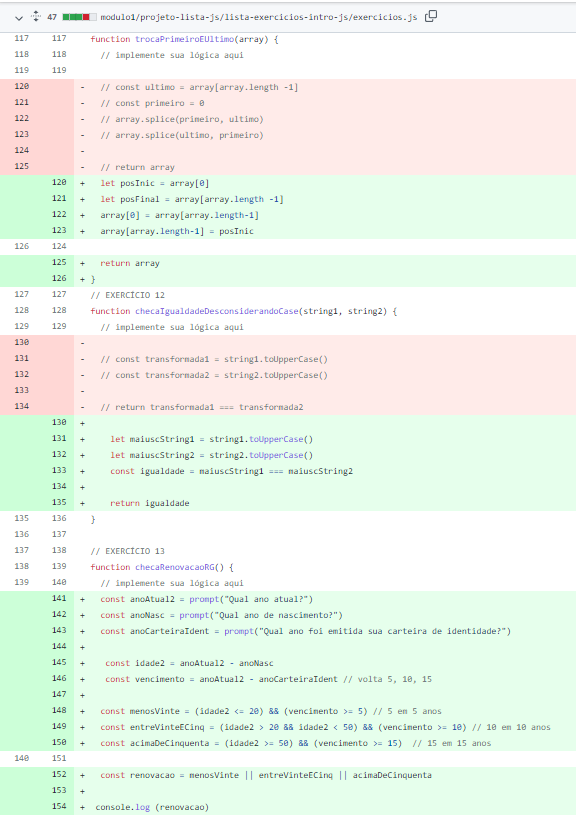 47 modulo1/projeto-lista-js/lista-exercicios-intro-js/exercicios.js
117 117 function trocaPrimeiroEUltimo(array) {
118 118 // implemente sua lógica aqui
119 119
120 - // const ultimo = array[array.length -1]
121 - // const primeiro = 0
122 - // array.splice(primeiro, ultimo)
123 - // array.splice(ultimo, primeiro)
124 -
125 - // return array
120 + let posInic = array[0]
121 + let posFinal = array[array.length -1]
122 + array[0] = array[array.length-1]
123 + array[array.length-1] = posInic
126 124
125 + return array
126 + }
127 127 // EXERCÍCIO 12
128 128 function checaIgualdadeDesconsiderandoCase(string1, string2) {
129 129 // implemente sua lógica aqui
130 -
131 - // const transformada1 = string1.toUpperCase()
132 - // const transformada2 = string2.toUpperCase()
133 -
134 - // return transformada1 === transformada2
130 +
131 + let maiuscString1 = string1.toUpperCase()
132 + let maiuscString2 = string2.toUpperCase()
133 + const igualdade = maiuscString1 === maiuscString2
134 +
135 + return igualdade
135 136 }
136 137
137 138 // EXERCÍCIO 13
138 139 function checaRenovacaoRG() {
139 140 // implemente sua lógica aqui
141 + const anoAtual2 = prompt("Qual ano atual?")
142 + const anoNasc = prompt("Qual ano de nascimento?")
143 + const anoCarteiraIdent = prompt("Qual ano foi emitida sua carteira de identidade?")
144 +
145 + const idade2 = anoAtual2 - anoNasc
146 + const vencimento = anoAtual2 - anoCarteiraIdent // volta 5, 10, 15
147 +
148 + const menosVinte = (idade2 <= 20) && (vencimento >= 5) // 5 em 5 anos
149 + const entreVinteECinq = (idade2 > 20 && idade2 < 50) && (vencimento >= 10) // 10 em 10 anos
150 + const acimaDeCinquenta = (idade2 >= 50) && (vencimento >= 15) // 15 em 15 anos
140 151
152 + const renovacao = menosVinte || entreVinteECinq || acimaDeCinquenta
153 +
154 + console.log (renovacao)